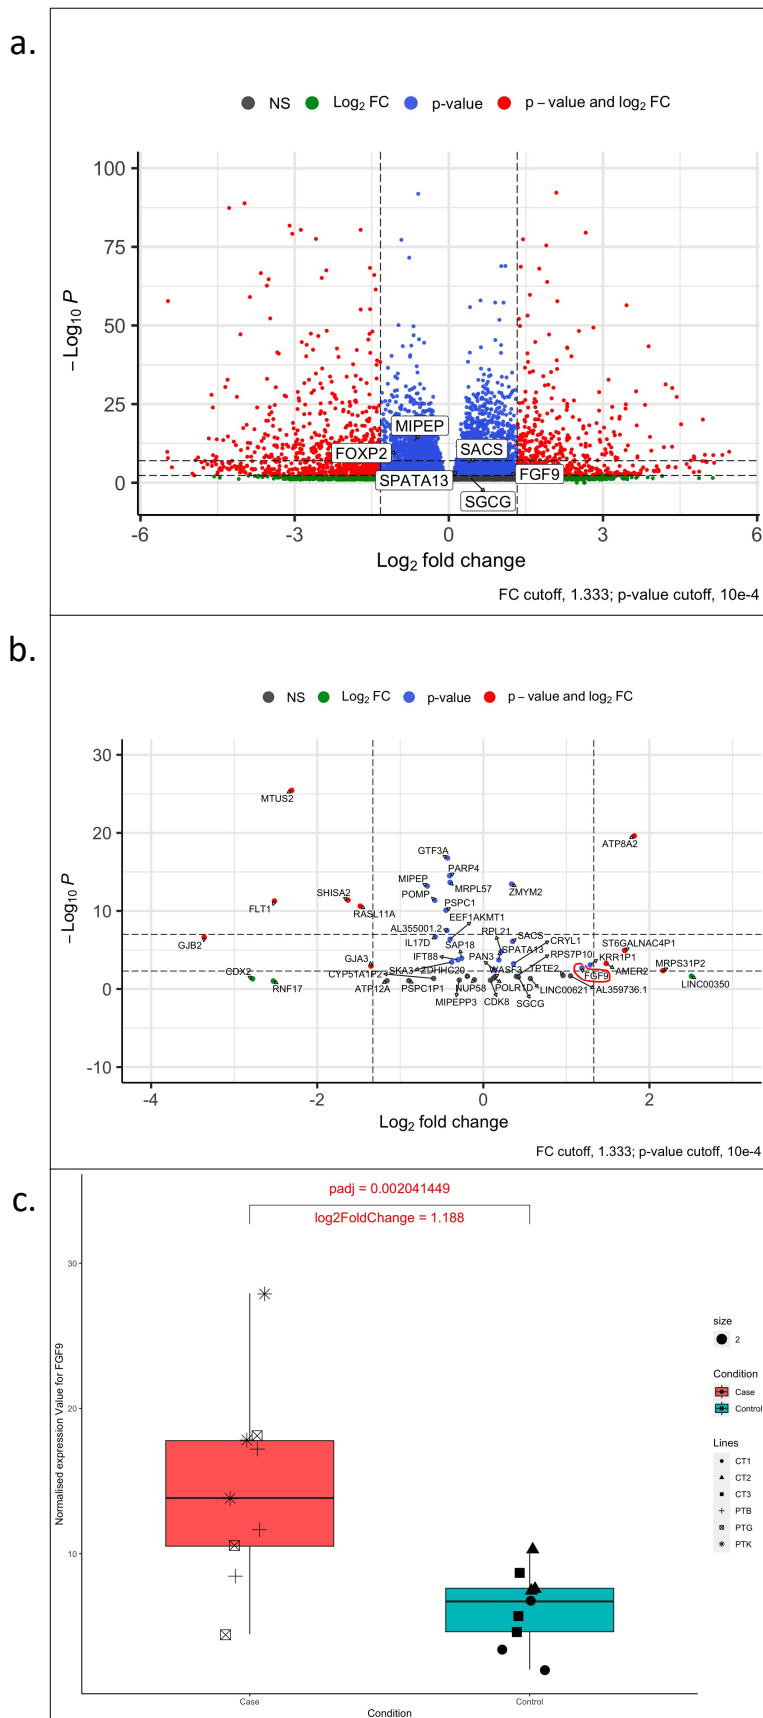 a.
NS Log2 FC p-value p – value and log2 FC
100
75
50
25
0
– Log10 P
MIPEP
FOXP2
SACS
SPATA13
FGF9
SGCG
-6 -3 0 3 6
Log2 fold change
FC cutoff, 1.333; p-value cutoff, 10e-4
b.
NS Log2 FC p-value p – value and log2 FC
30
20
10
0
-10
– Log10 P
MTUS2
ATP8A2
GTF3A
PARP4
MIPEP
MRPL57
ZMYM2
POMP
SHISA2
PSPC1
FLT1
RASL11A
EEF1AKMT1
AL355001.2
RPL21
SACS
IL17D
CRYL1
ST6GALNAC4P1
GJB2
SAP18
SPATA13
RPS7P10
KRR1P1
IFT88
PAN3
GJA3
MRPS31P2
SKA3
ZDHHC20
WASF3
TPTE2
AMER2
CDX2
CYP51A1P2
FGF9
RNF17
ATP12A
PSPC1P1
NUP58
POLR1D
LINC00621
AL359736.1
LINC00350
MIPEPP3
CDK8
SGCG
-4 -2 0 2
Log2 fold change
FC cutoff, 1.333; p-value cutoff, 10e-4
c.
padj = 0.002041449
log2FoldChange = 1.188
30
20
10
Normalised expression Value for FGF9
size
2
Condition
Case
Control
Lines
CT1
CT2
CT3
PTB
PTG
PTK
Case Control
Condition